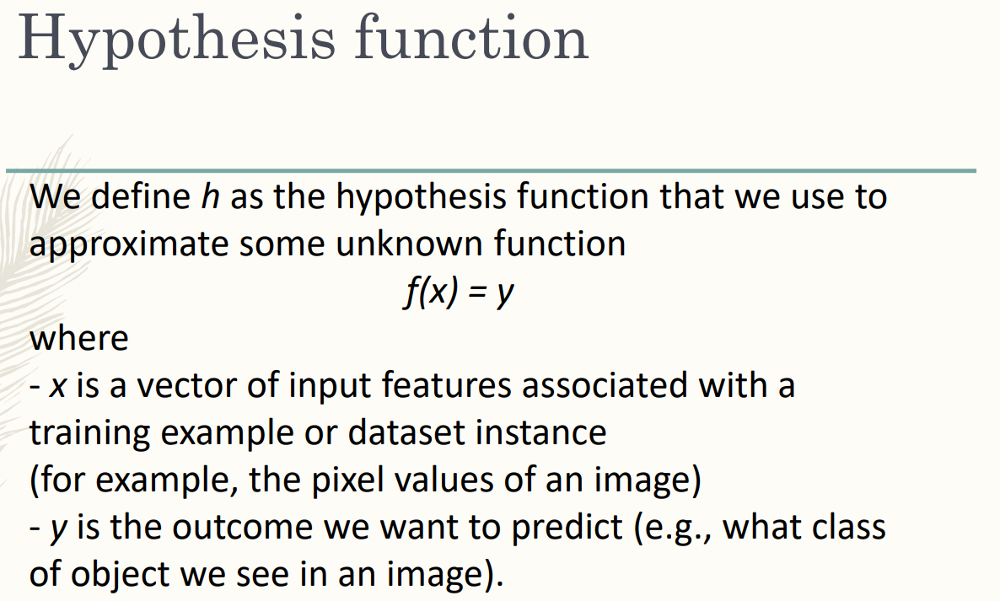 Hypothesis function
We define h as the hypothesis function that we use to
approximate some unknown function
f(x) = y
where
- x is a vector of input features associated with a
training example or dataset instance
(for example, the pixel values of an image)
- y is the outcome we want to predict (e.g., what class
of object we see in an image).